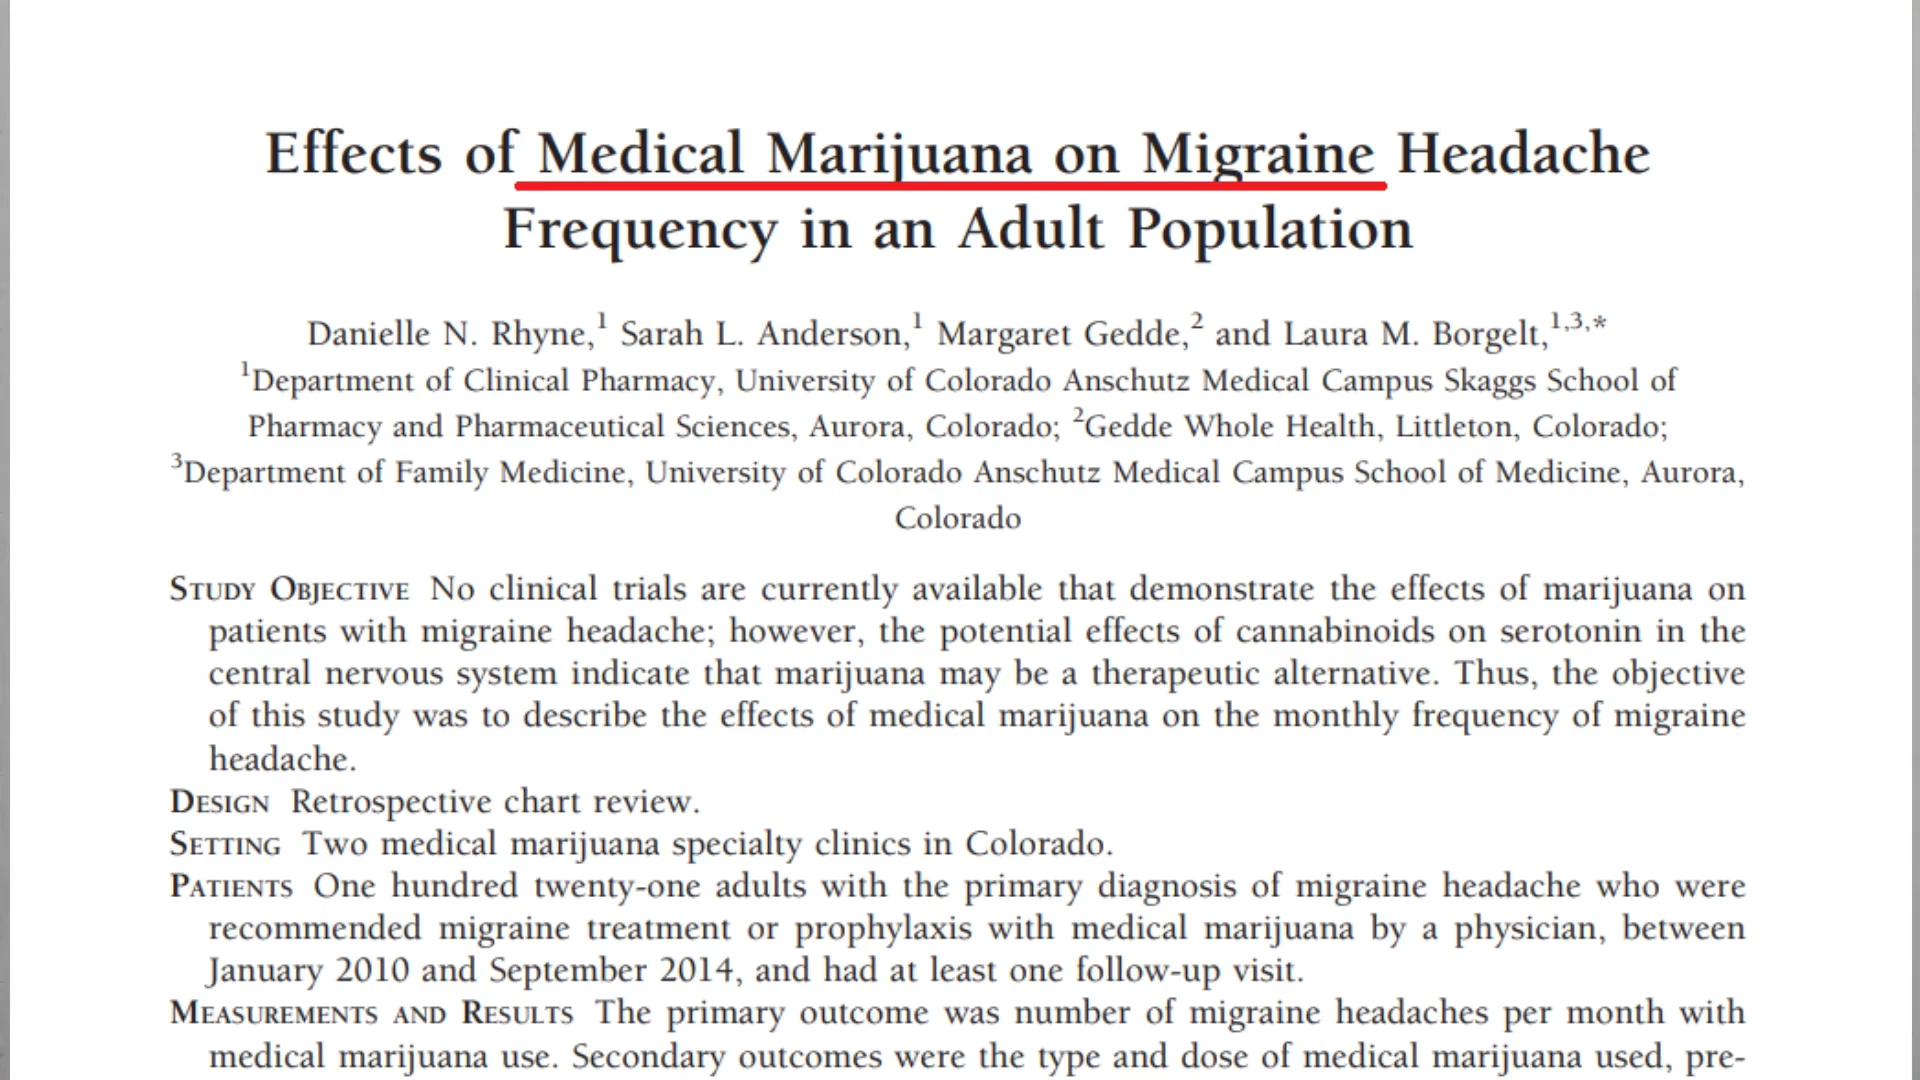 Effects of Medical Marijuana on Migraine Headache
Frequency in an Adult Population
Danielle N. Rhyne,1 Sarah L. Anderson,1 Margaret Gedde,2 and Laura M. Borgelt,1,3,*
1Department of Clinical Pharmacy, University of Colorado Anschutz Medical Campus Skaggs School of
Pharmacy and Pharmaceutical Sciences, Aurora, Colorado; 2Gedde Whole Health, Littleton, Colorado;
3Department of Family Medicine, University of Colorado Anschutz Medical Campus School of Medicine, Aurora,
Colorado
STUDY OBJECTIVE No clinical trials are currently available that demonstrate the effects of marijuana on
patients with migraine headache; however, the potential effects of cannabinoids on serotonin in the
central nervous system indicate that marijuana may be a therapeutic alternative. Thus, the objective
of this study was to describe the effects of medical marijuana on the monthly frequency of migraine
headache.
DESIGN Retrospective chart review.
SETTING Two medical marijuana specialty clinics in Colorado.
PATIENTS One hundred twenty-one adults with the primary diagnosis of migraine headache who were
recommended migraine treatment or prophylaxis with medical marijuana by a physician, between
January 2010 and September 2014, and had at least one follow-up visit.
MEASUREMENTS AND RESULTS The primary outcome was number of migraine headaches per month with
medical marijuana use. Secondary outcomes were the type and dose of medical marijuana used, pre-